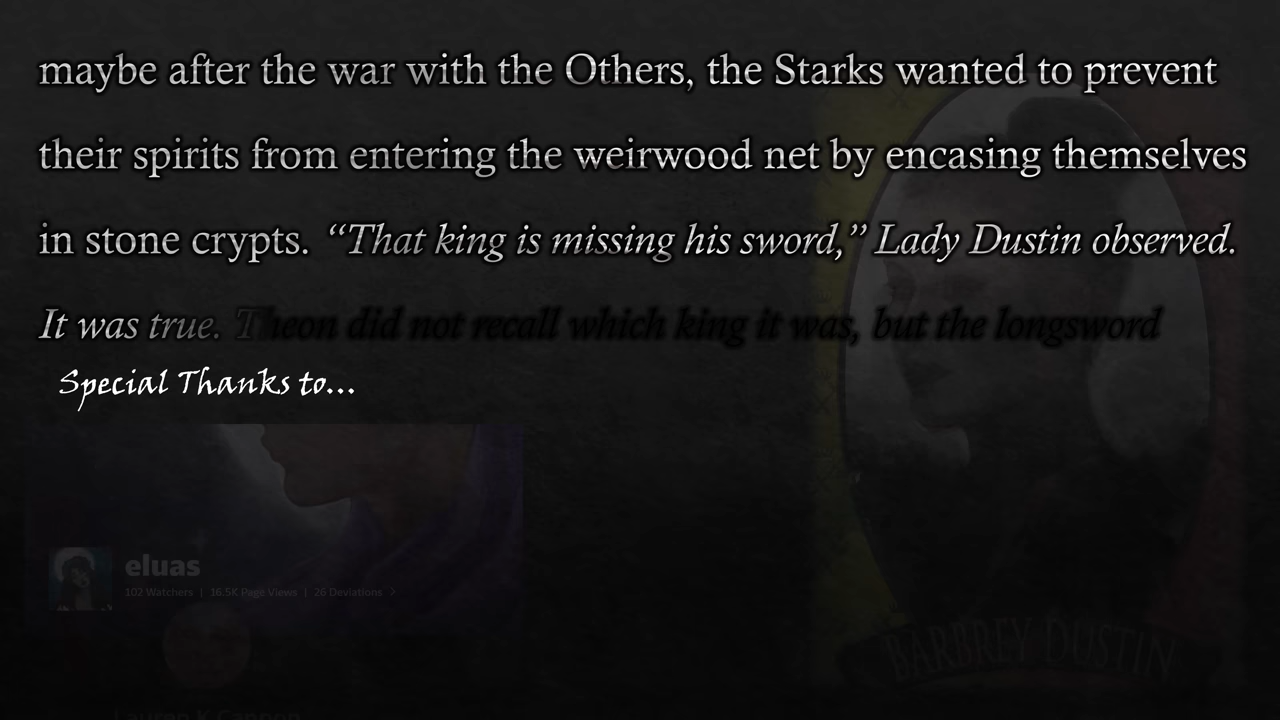 maybe after the war with the Others, the Starks wanted to prevent
their spirits from entering the weirwood net by encasing themselves
in stone crypts. “That king is missing his sword,” Lady Dustin observed.
It was true. Theon did not recall which king it was, but the longsword
Special Thanks to...
eluas
102 Watchers | 16.5K Page Views | 26 Deviations >
BARBREY DUSTIN
Lauren K Cannon